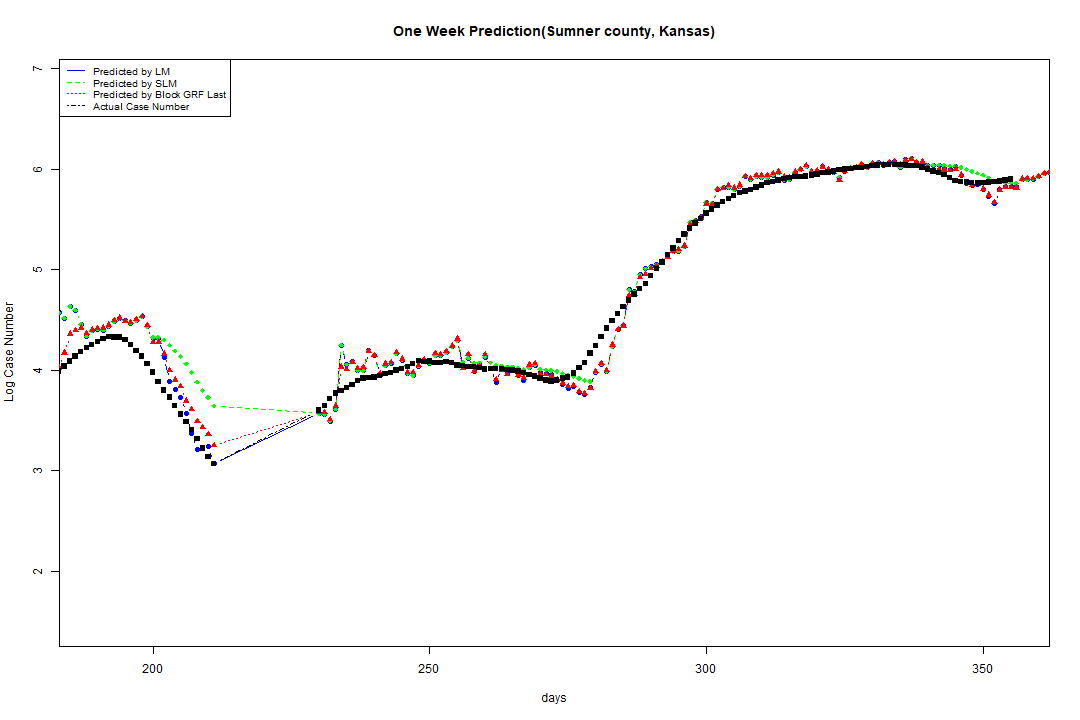 One Week Prediction(Sumner county, Kansas)
Predicted by LM
Predicted by SLM
Predicted by Block GRF Last
Actual Case Number
7
6
5
4
3
2
Log Case Number
200 250 300 350
days